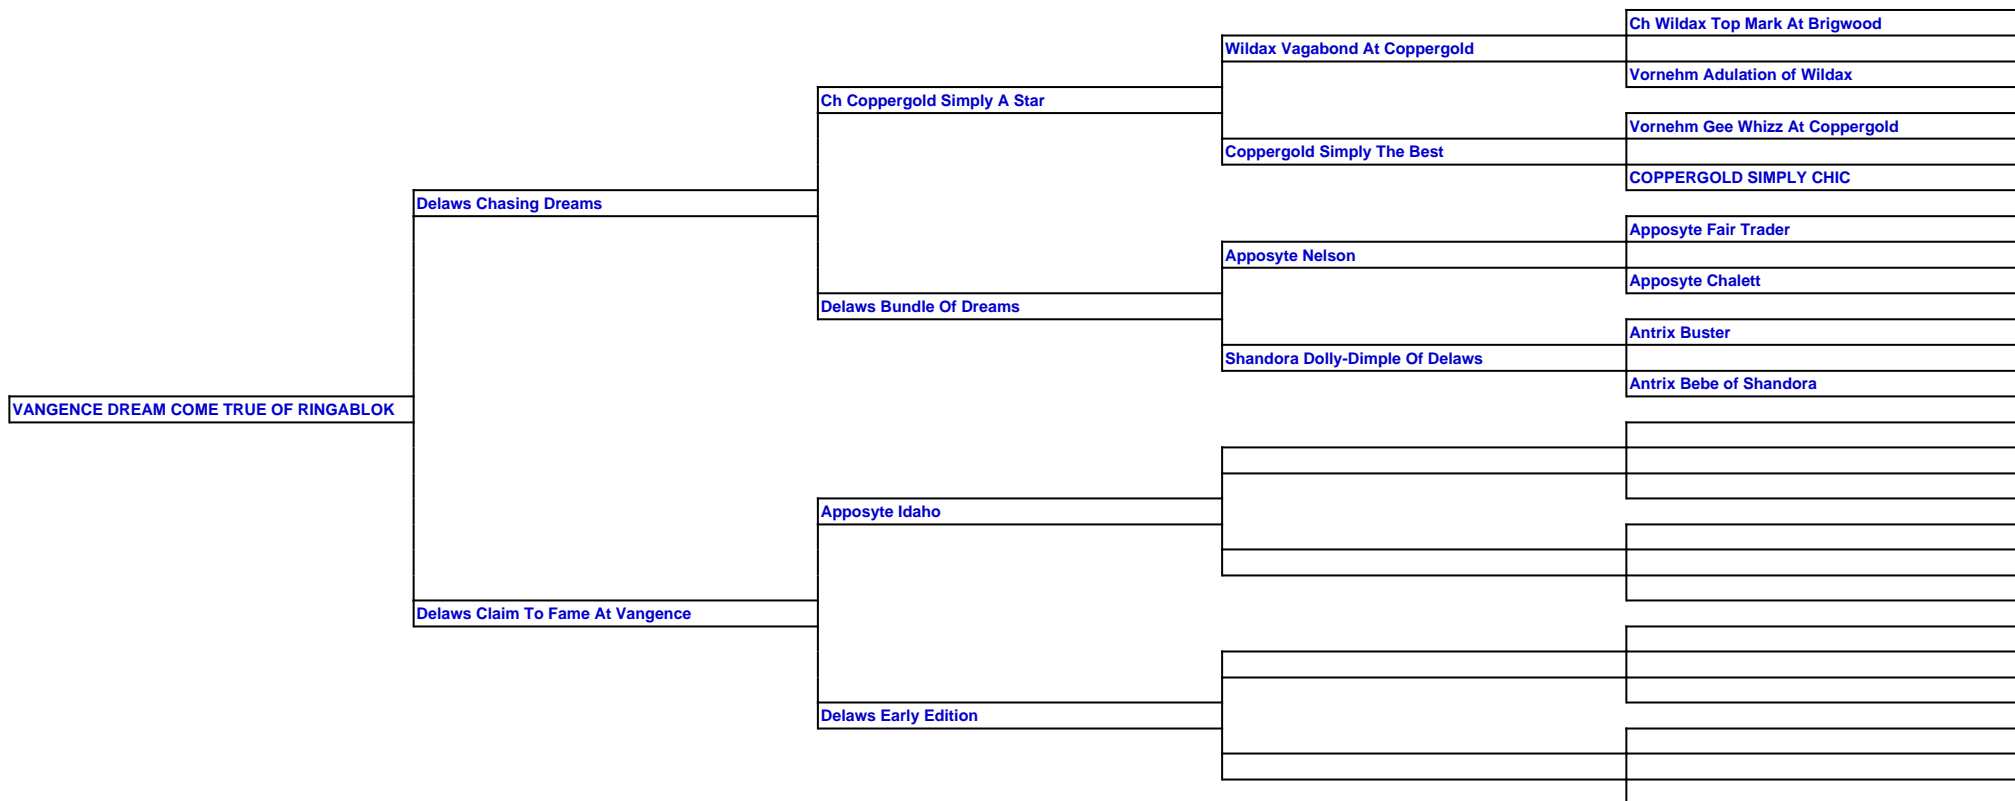 Ch Wildax Top Mark At Brigwood
Wildax Vagabond At Coppergold
Vornehm Adulation of Wildax
Ch Coppergold Simply A Star
Vornehm Gee Whizz At Coppergold
Coppergold Simply The Best
COPPERGOLD SIMPLY CHIC
Delaws Chasing Dreams
Apposyte Fair Trader
Apposyte Nelson
Apposyte Chalett
Delaws Bundle Of Dreams
Antrix Buster
Shandora Dolly-Dimple Of Delaws
Antrix Bebe of Shandora
VANGENCE DREAM COME TRUE OF RINGABLOK
Apposyte Idaho
Delaws Claim To Fame At Vangence
Delaws Early Edition